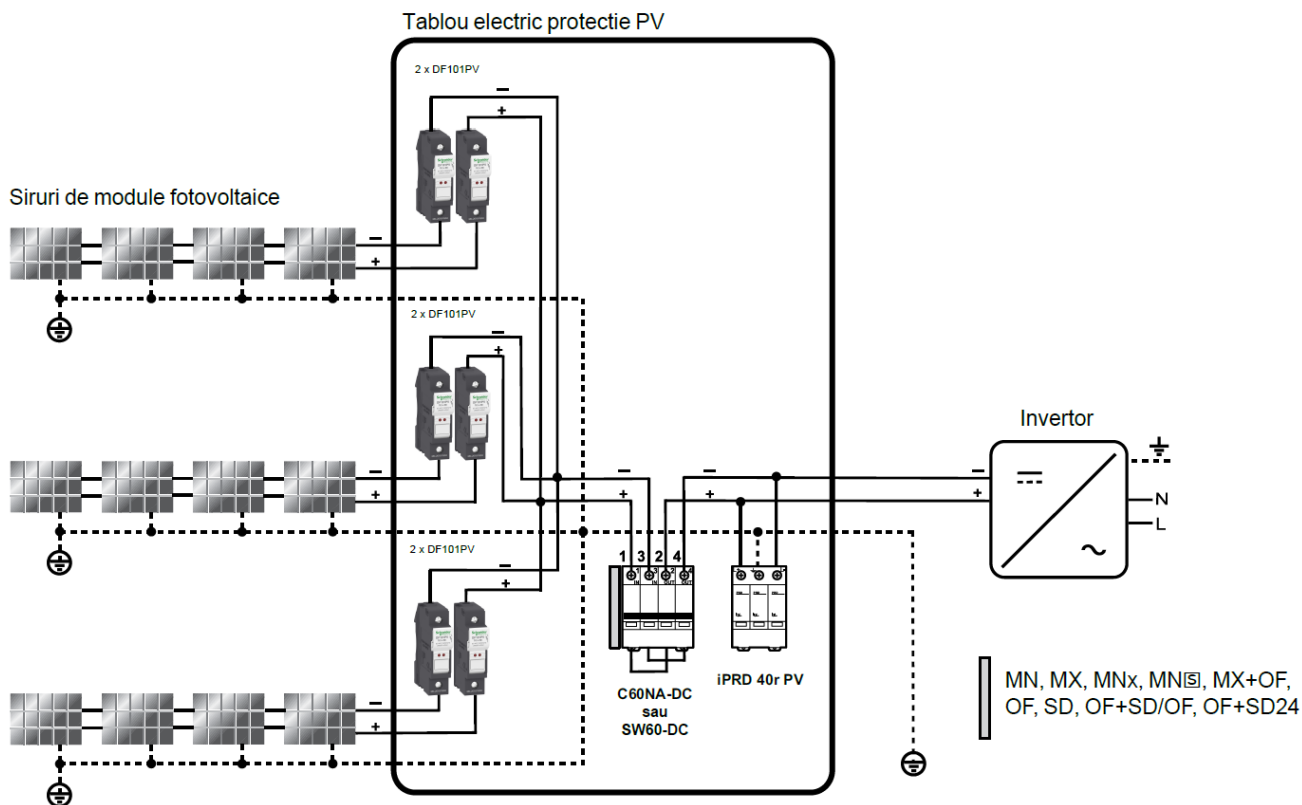 Tablou electric protectie PV
2 x DF101PV
−
+
Siruri de module fotovoltaice
−
+
2 x DF101PV
−
+
Invertor
−
+
−
+
−
+
−
+
N
L
2 x DF101PV
−
+
1 3 2 4
C60NA-DC
sau
SW60-DC
iPRD 40r PV
MN, MX, MNx, MN🅂, MX+OF,
OF, SD, OF+SD/OF, OF+SD24
−
+